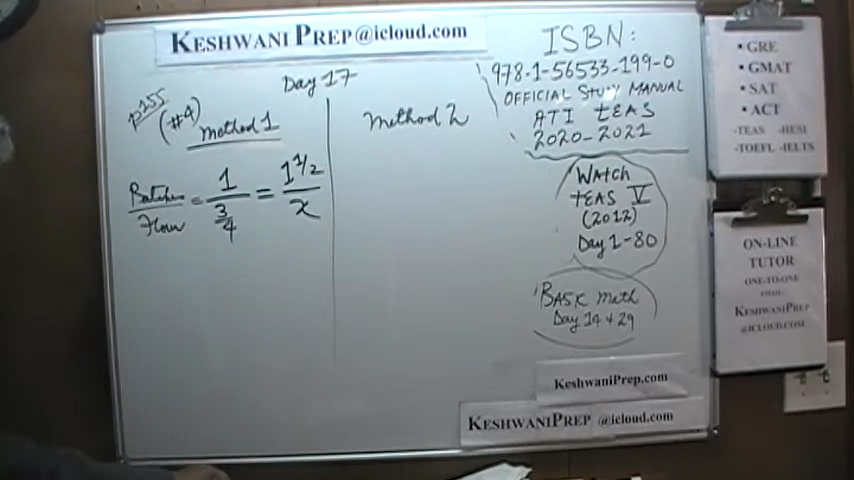 KESHWANIPREP@icloud.com
Day 17
p255
(#4)
Method 1
Batches / Flour = 1 / 3/4 = 1 1/2 / x
Method 2
ISBN:
978-1-56533-199-0
OFFICIAL STUDY MANUAL
ATI TEAS
2020-2021
WATCH
TEAS V
(2012)
Day 1-80
BASIC Math
Day 14 & 29
KeshwaniPrep.com
KESHWANIPREP @icloud.com
• GRE
• GMAT
• SAT
• ACT
-TEAS -HESI
-TOEFL -IELTS
ON-LINE
TUTOR
ONE-TO-ONE
KESHWANIPREP
@ICLOUD.COM